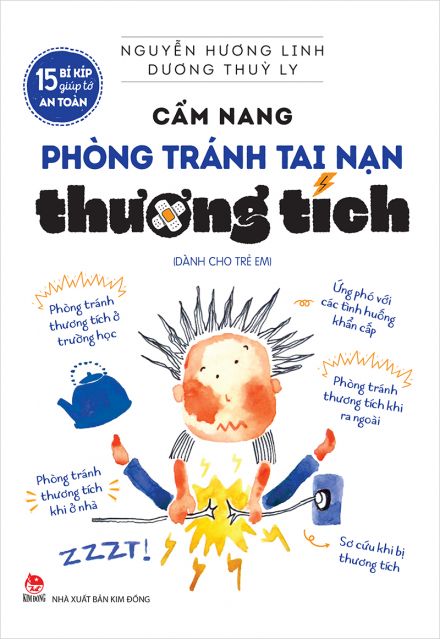 NGUYỄN HƯƠNG LINH
DƯƠNG THUỲ LY
15 BÍ KÍP
giúp tớ
AN TOÀN
CẨM NANG
PHÒNG TRÁNH TAI NẠN
thương tích
(DÀNH CHO TRẺ EM)
Phòng tránh
thương tích ở
trường học
Ứng phó với
các tình huống
khẩn cấp
Phòng tránh
thương tích khi
ra ngoài
Phòng tránh
thương tích
khi ở nhà
ZZZT!
Sơ cứu khi bị
thương tích
KIM ĐỒNG
NHÀ XUẤT BẢN KIM ĐỒNG